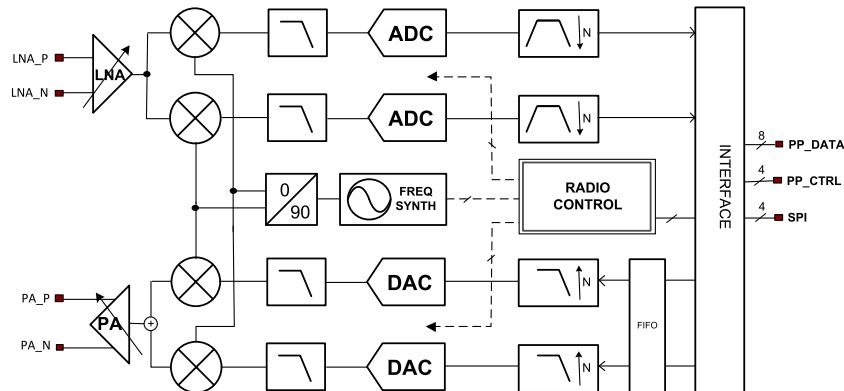 ADC
N
LNA_P
LNA
LNA_N
ADC
N
8
PP_DATA
INTERFACE
4
PP_CTRL
0
90
FREQ
SYNTH
RADIO
CONTROL
4
SPI
DAC
N
PA_P
PA
+
FIFO
PA_N
DAC
N